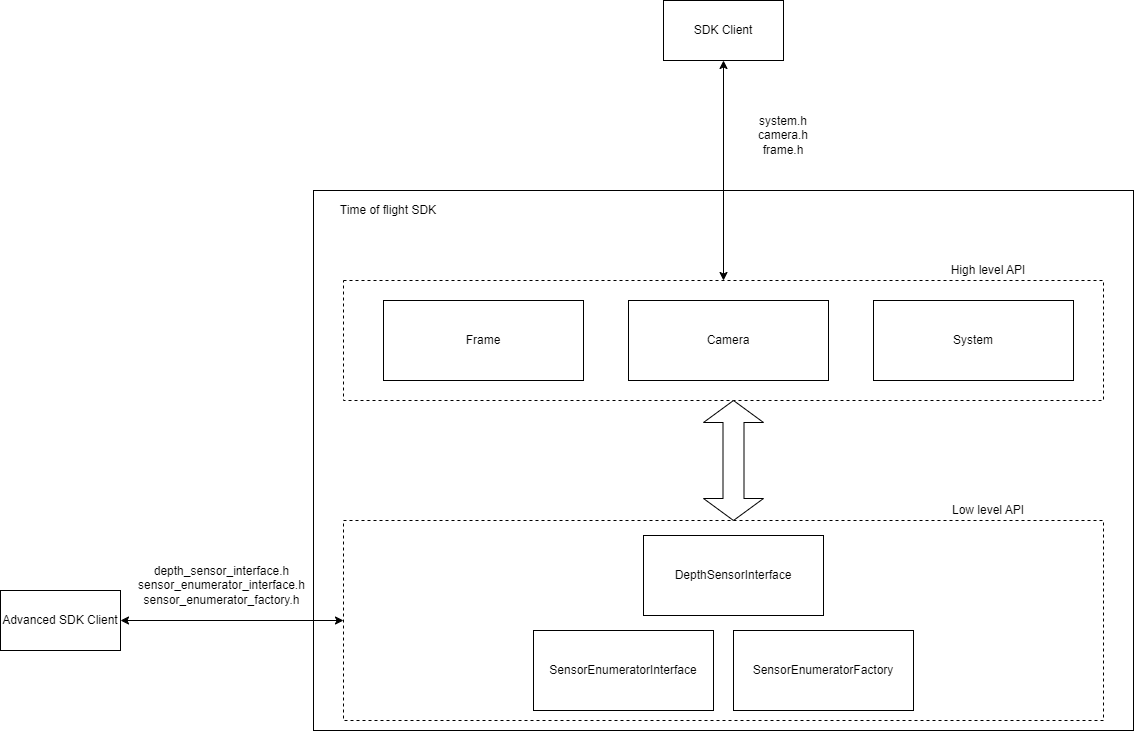 SDK Client
system.h
camera.h
frame.h
Time of flight SDK
High level API
Frame
Camera
System
Low level API
DepthSensorInterface
depth_sensor_interface.h
sensor_enumerator_interface.h
sensor_enumerator_factory.h
Advanced SDK Client
SensorEnumeratorInterface
SensorEnumeratorFactory